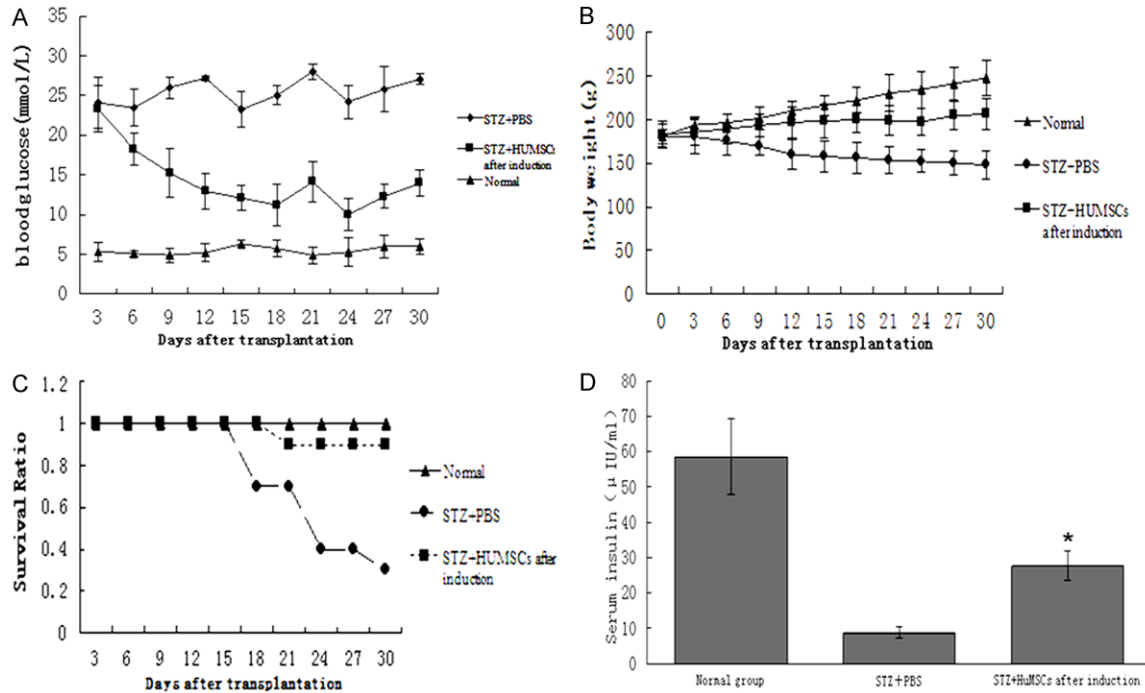 A
bloodglucose(mmol/L)
35
30
25
20
15
10
5
0
3 6 9 12 15 18 21 24 27 30
Days after transplantation
STZ+PBS
STZ+HUMSCs
after induction
Normal
B
Body weight(g)
300
250
200
150
100
50
0
0 3 6 9 12 15 18 21 24 27 30
Days after transplantation
Normal
STZ+PBS
STZ-HUMSCs
after induction
C
Survival Ratio
1.2
1
0.8
0.6
0.4
0.2
0
3 6 9 12 15 18 21 24 27 30
Days after transplantation
Normal
STZ+PBS
STZ+HUMSCs after
induction
D
Serum insulin (μIU/ml)
80
70
60
50
40
30
20
10
0
*
Normal group STZ+PBS STZ+HuMSCs after induction